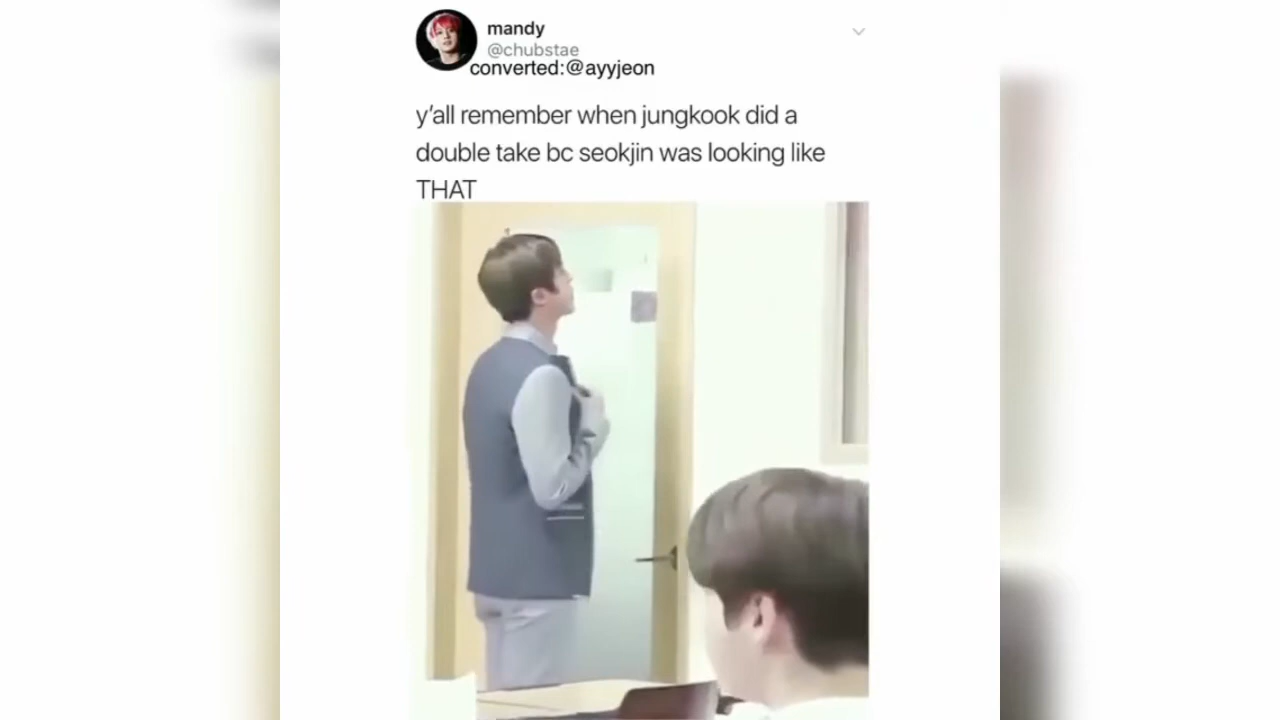 mandy
@chubstae
converted:@ayyjeon
y'all remember when jungkook did a
double take bc seokjin was looking like
THAT